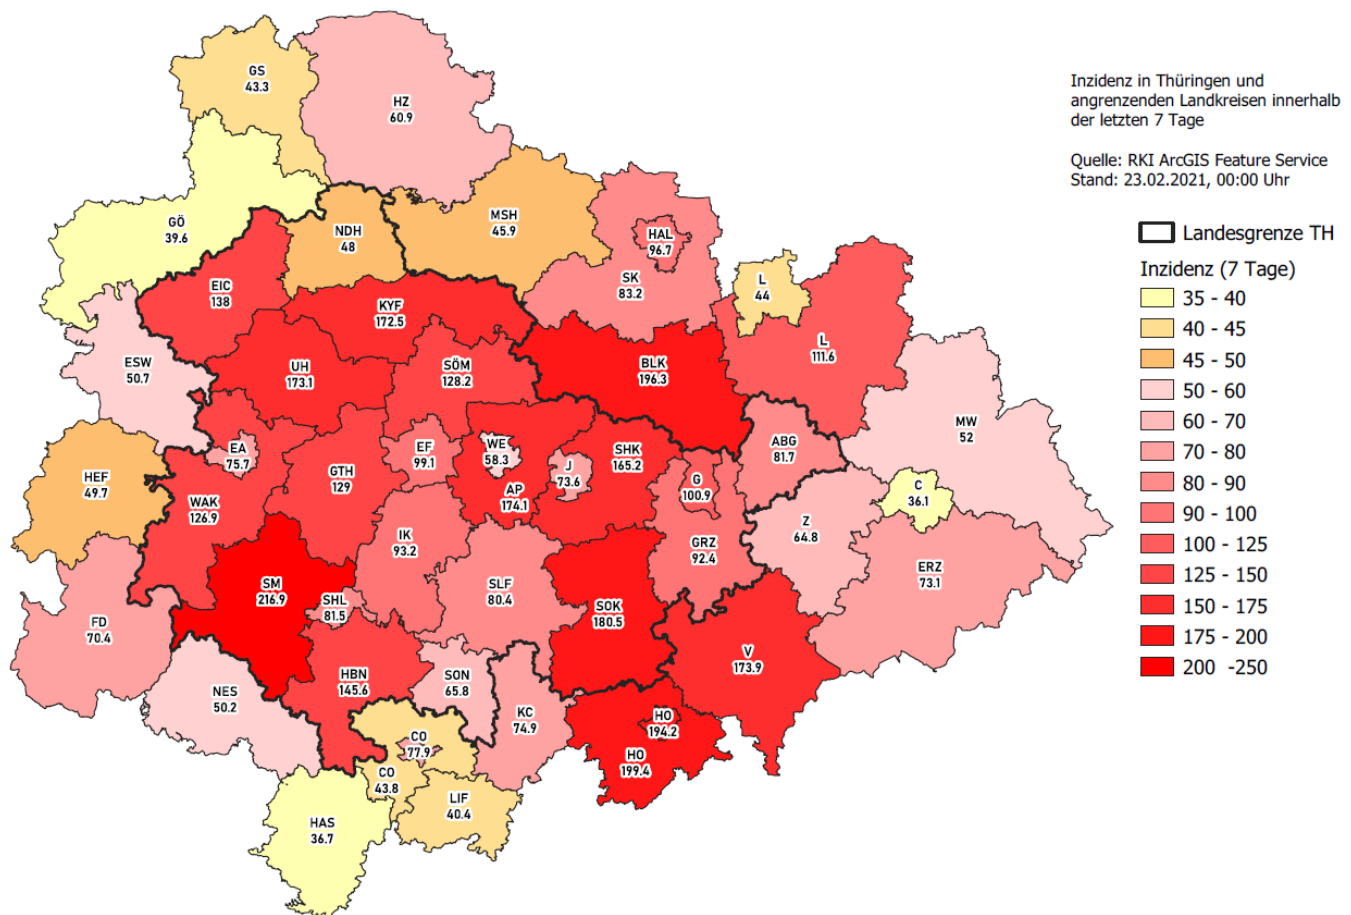 Inzidenz in Thüringen und
angrenzenden Landkreisen innerhalb
der letzten 7 Tage
Quelle: RKI ArcGIS Feature Service
Stand: 23.02.2021, 00:00 Uhr
Landesgrenze TH
Inzidenz (7 Tage)
35 - 40
40 - 45
45 - 50
50 - 60
60 - 70
70 - 80
80 - 90
90 - 100
100 - 125
125 - 150
150 - 175
175 - 200
200 -250
GS
43.3
HZ
60.9
GÖ
39.6
NDH
48
MSH
45.9
HAL
96.7
SK
83.2
L
44
EIC
138
KYF
172.5
L
111.6
ESW
50.7
UH
173.1
SÖM
128.2
BLK
196.3
MW
52
HEF
49.7
EA
75.7
GTH
129
EF
99.1
WE
58.3
J
73.6
SHK
165.2
ABG
81.7
G
100.9
C
36.1
WAK
126.9
AP
174.1
IK
93.2
GRZ
92.4
Z
64.8
ERZ
73.1
SM
216.9
SHL
81.5
SLF
80.4
SOK
180.5
FD
70.4
V
173.9
NES
50.2
HBN
145.6
SON
65.8
KC
74.9
HO
194.2
HO
199.4
CO
77.9
CO
43.8
LIF
40.4
HAS
36.7